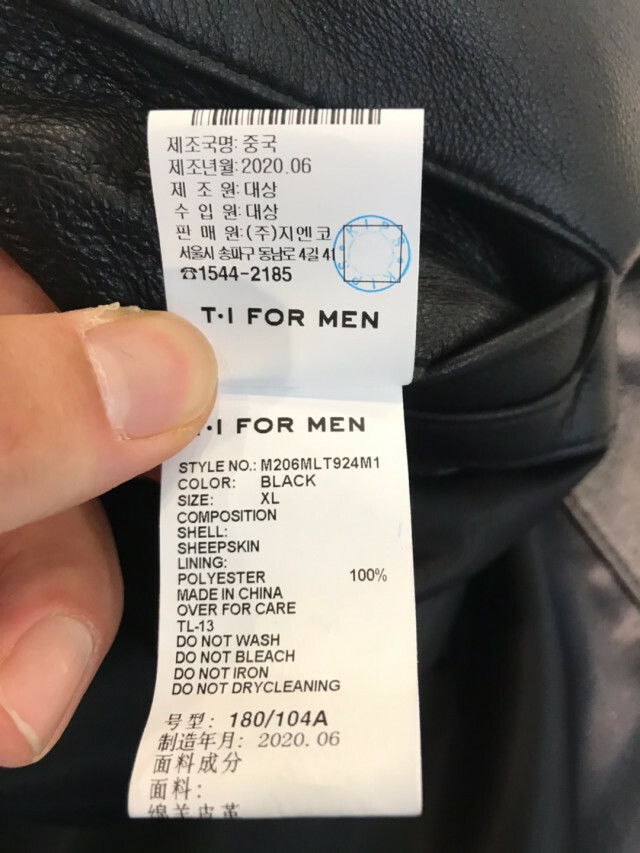 제조국명: 중국
제조년월: 2020.06
제 조 원: 대상
수 입 원: 대상
판 매 원: (주)지엔코
서울시 송파구 동남로 4길 41
☎1544-2185
KIPS
T·I FOR MEN
·I FOR MEN
STYLE NO.: M206MLT924M1
COLOR: BLACK
SIZE: XL
COMPOSITION
SHELL:
SHEEPSKIN
LINING:
POLYESTER 100%
MADE IN CHINA
OVER FOR CARE
TL-13
DO NOT WASH
DO NOT BLEACH
DO NOT IRON
DO NOT DRYCLEANING
号型: 180/104A
制造年月: 2020.06
面料成分
面料:
绵羊皮革